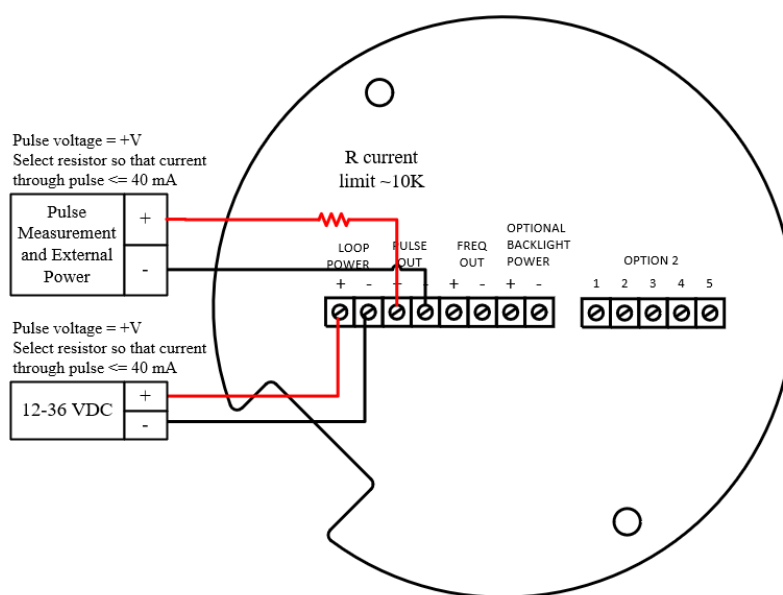 Pulse voltage = +V
Select resistor so that current
through pulse <= 40 mA
R current
limit ~10K
Pulse
Measurement
and External
Power
+
-
LOOP
POWER
PULSE
OUT
FREQ
OUT
OPTIONAL
BACKLIGHT
POWER
OPTION 2
+ - + - + - + -
1 2 3 4 5
Pulse voltage = +V
Select resistor so that current
through pulse <= 40 mA
12-36 VDC
+
-